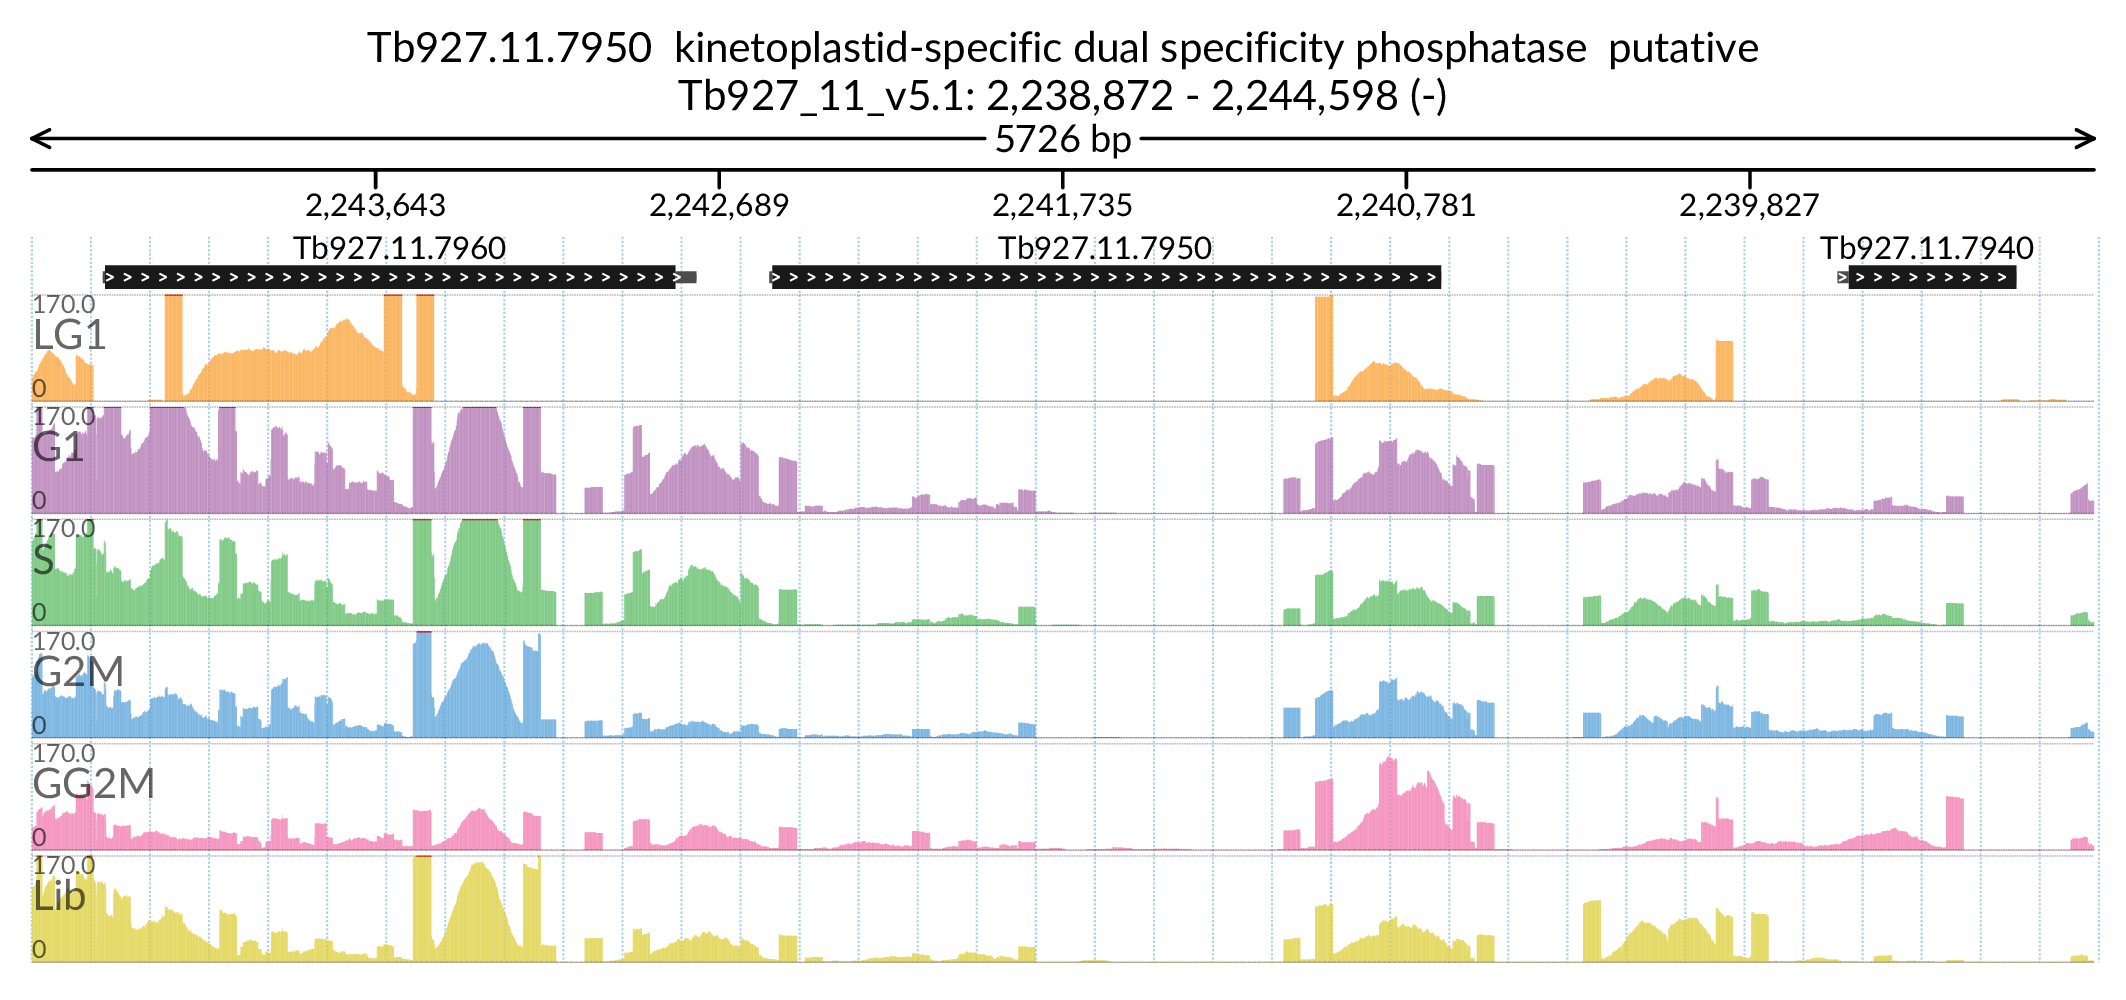 Tb927.11.7950 kinetoplastid-specific dual specificity phosphatase putative
Tb927_11_v5.1: 2,238,872 - 2,244,598 (-)
5726 bp
2,243,643 2,242,689 2,241,735 2,240,781 2,239,827
Tb927.11.7960 Tb927.11.7950 Tb927.11.7940
170.0
LG1
0
170.0
G1
0
170.0
S
0
170.0
G2M
0
170.0
GG2M
0
170.0
Lib
0